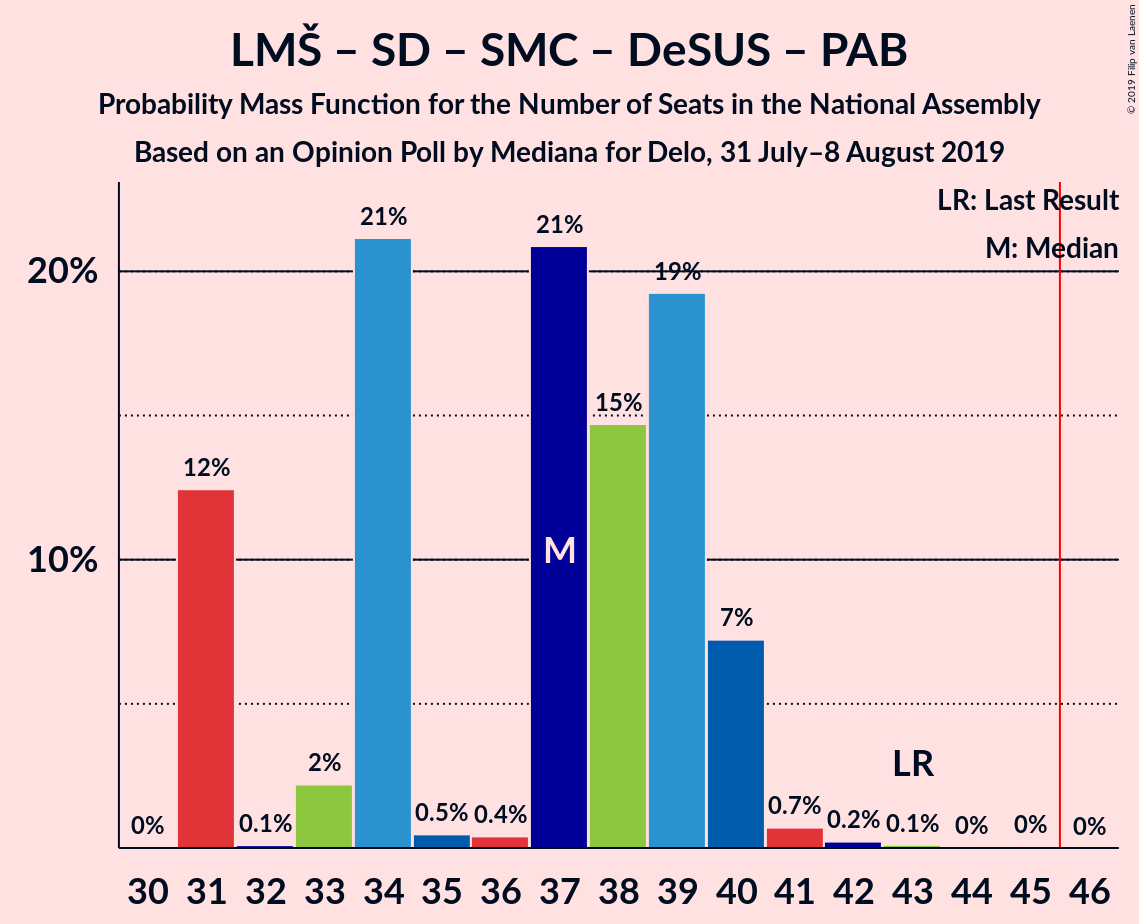 LMŠ – SD – SMC – DeSUS – PAB
Probability Mass Function for the Number of Seats in the National Assembly
Based on an Opinion Poll by Mediana for Delo, 31 July–8 August 2019
© 2019 Filip van Laenen
LR: Last Result
M: Median
20%
10%
0%
12%
0.1%
2%
21%
0.5%
0.4%
21%
15%
19%
7%
0.7%
0.2%
0.1%
0%
0%
0%
M
LR
30 31 32 33 34 35 36 37 38 39 40 41 42 43 44 45 46